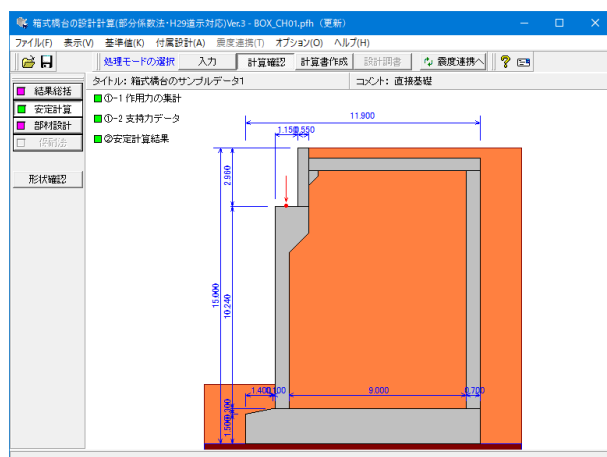 箱式橋台の設計計算(部分係数法・H29道示対応)Ver.3 - BOX_CH01.pfh（更新）
ファイル(F) 表示(V) 基準値(K) 付属設計(A) 震度連携(T) オプション(O) ヘルプ(H)
処理モードの選択 入力 計算確認 計算書作成 設計調書 震度連携へ
タイトル: 箱式橋台のサンプルデータ1 コメント: 直接基礎
結果総括
安定計算
部材設計
形状確認
①-1 作用力の集計
①-2 支持力データ
②安定計算結果
11.900
1.150
0.550
2.960
15.000
10.240
1.400
9.000
0.700
0.300
1.500